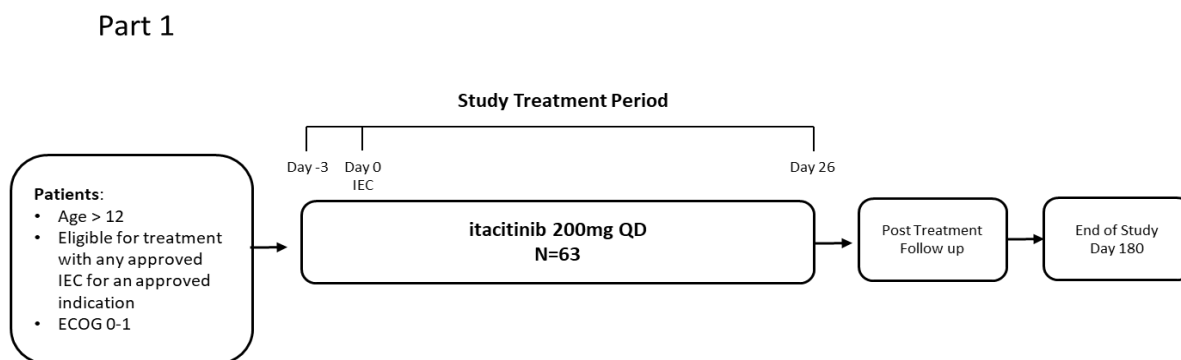 Part 1
Study Treatment Period
Day -3
Day 0
IEC
Day 26
Patients:
• Age > 12
• Eligible for treatment
with any approved
IEC for an approved
indication
• ECOG 0-1
itacitinib 200mg QD
N=63
Post Treatment
Follow up
End of Study
Day 180